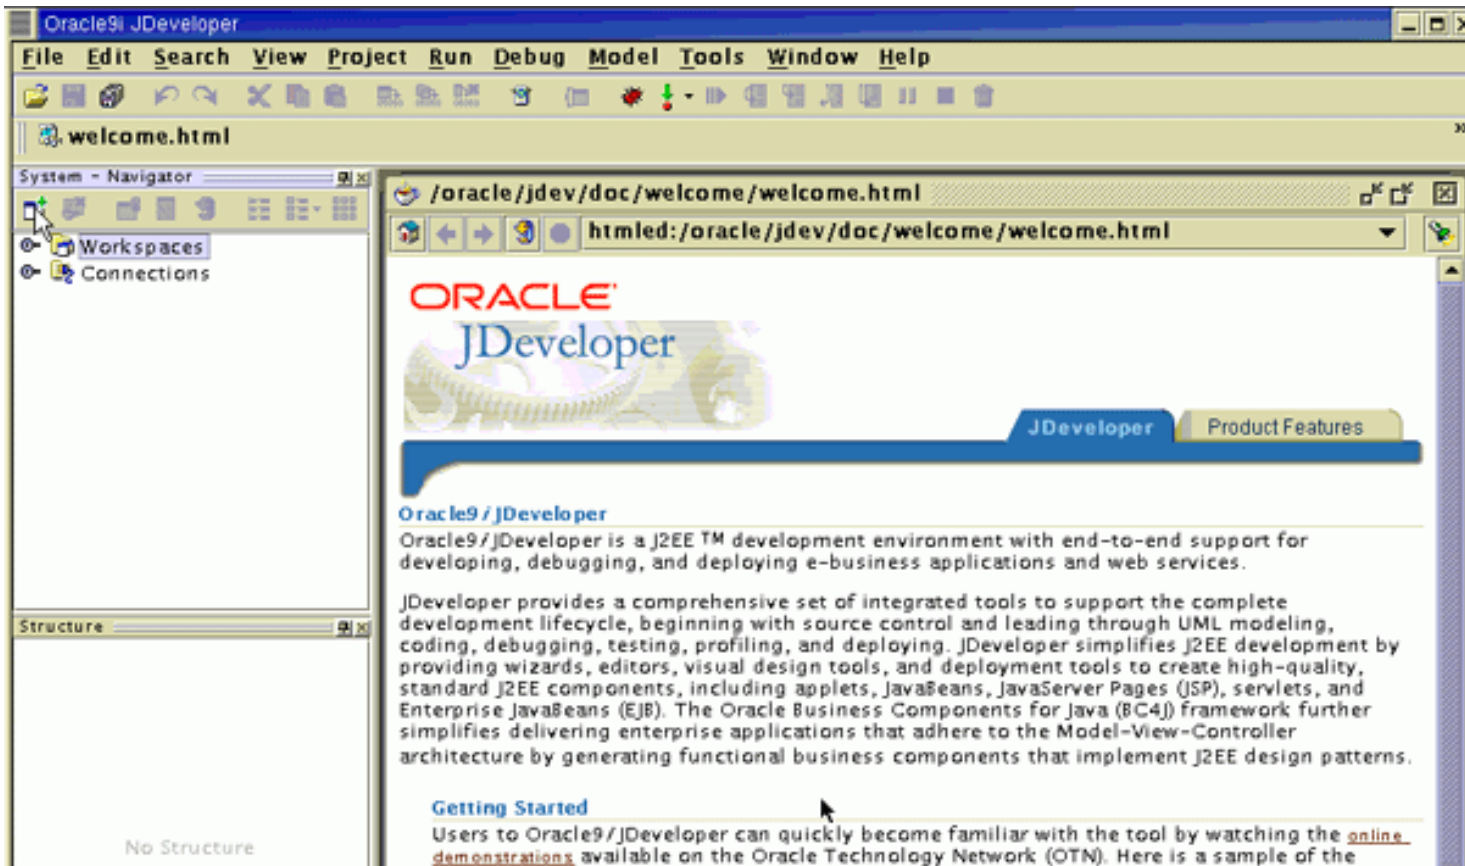 Oracle9i JDeveloper
File Edit Search View Project Run Debug Model Tools Window Help
welcome.html
System - Navigator
Workspaces
Connections
/oracle/jdev/doc/welcome/welcome.html
htmled:/oracle/jdev/doc/welcome/welcome.html
ORACLE
JDeveloper
JDeveloper Product Features
Oracle9i JDeveloper
Oracle9i JDeveloper is a J2EE TM development environment with end-to-end support for
developing, debugging, and deploying e-business applications and web services.
JDeveloper provides a comprehensive set of integrated tools to support the complete
development lifecycle, beginning with source control and leading through UML modeling,
coding, debugging, testing, profiling, and deploying. JDeveloper simplifies J2EE development by
providing wizards, editors, visual design tools, and deployment tools to create high-quality,
standard J2EE components, including applets, JavaBeans, JavaServer Pages (JSP), servlets, and
Enterprise JavaBeans (EJB). The Oracle Business Components for Java (BC4J) framework further
simplifies delivering enterprise applications that adhere to the Model-View-Controller
architecture by generating functional business components that implement J2EE design patterns.
Getting Started
Users to Oracle9i JDeveloper can quickly become familiar with the tool by watching the online
demonstrations available on the Oracle Technology Network (OTN). Here is a sample of the
Structure
No Structure